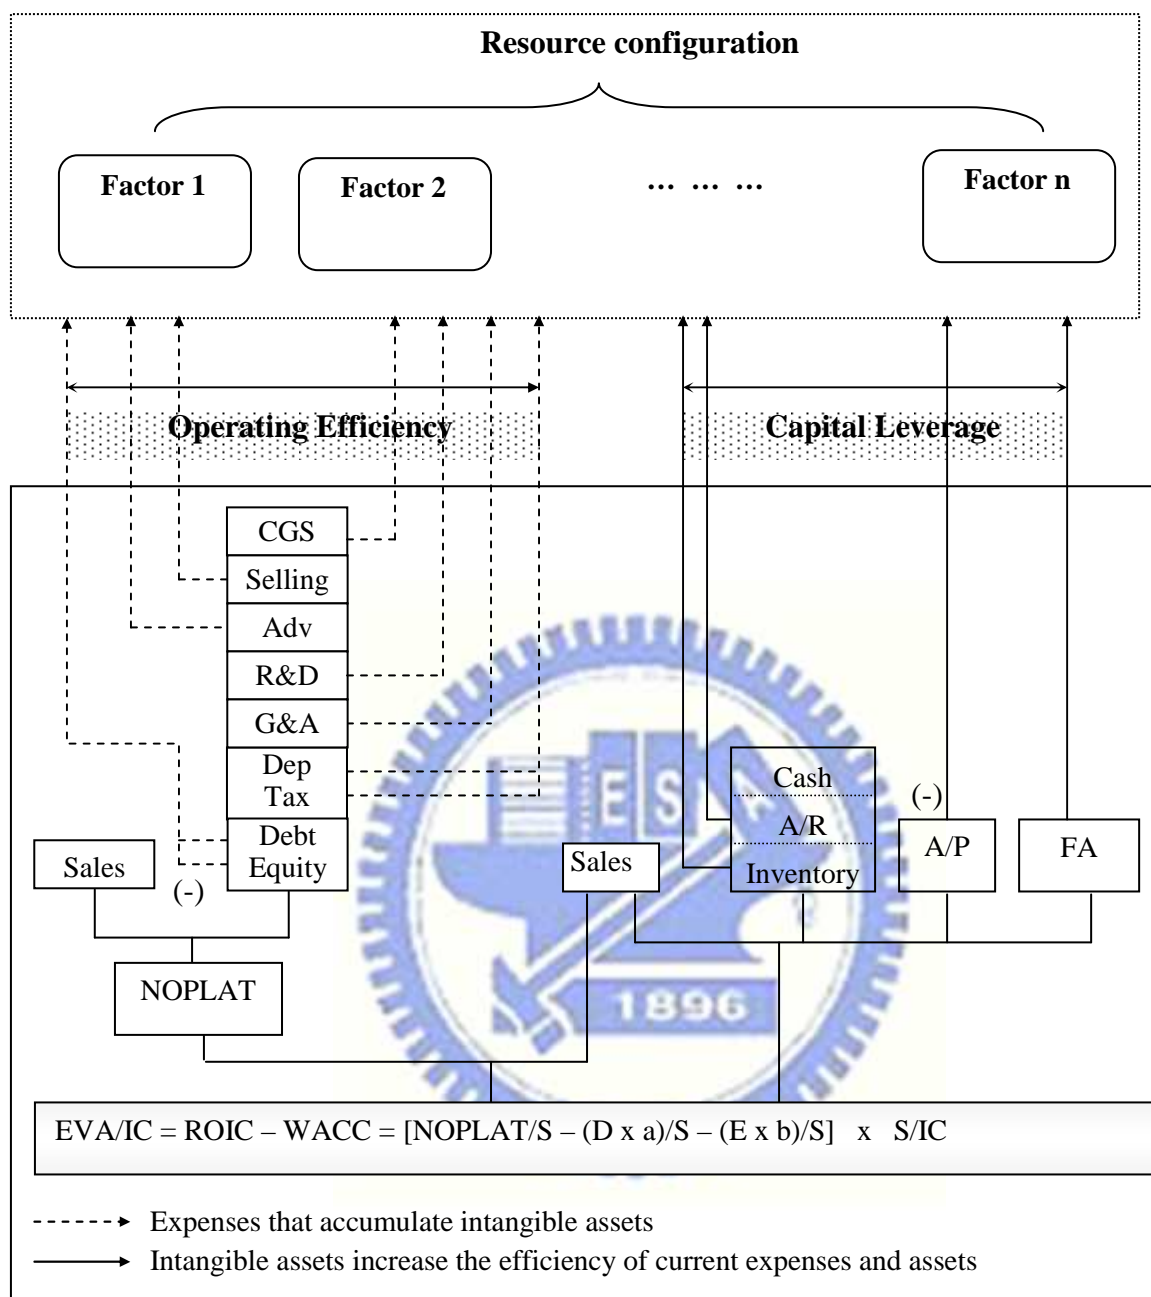 Resource configuration
Factor 1
Factor 2
... ... ...
Factor n
Operating Efficiency
Capital Leverage
CGS
Selling
Adv
R&D
G&A
Dep
Tax
Debt
Equity
Sales
(-)
NOPLAT
Sales
Cash
A/R
Inventory
(-)
A/P
FA
E S A
1896
EVA/IC = ROIC – WACC = [NOPLAT/S – (D x a)/S – (E x b)/S] x S/IC
Expenses that accumulate intangible assets
Intangible assets increase the efficiency of current expenses and assets